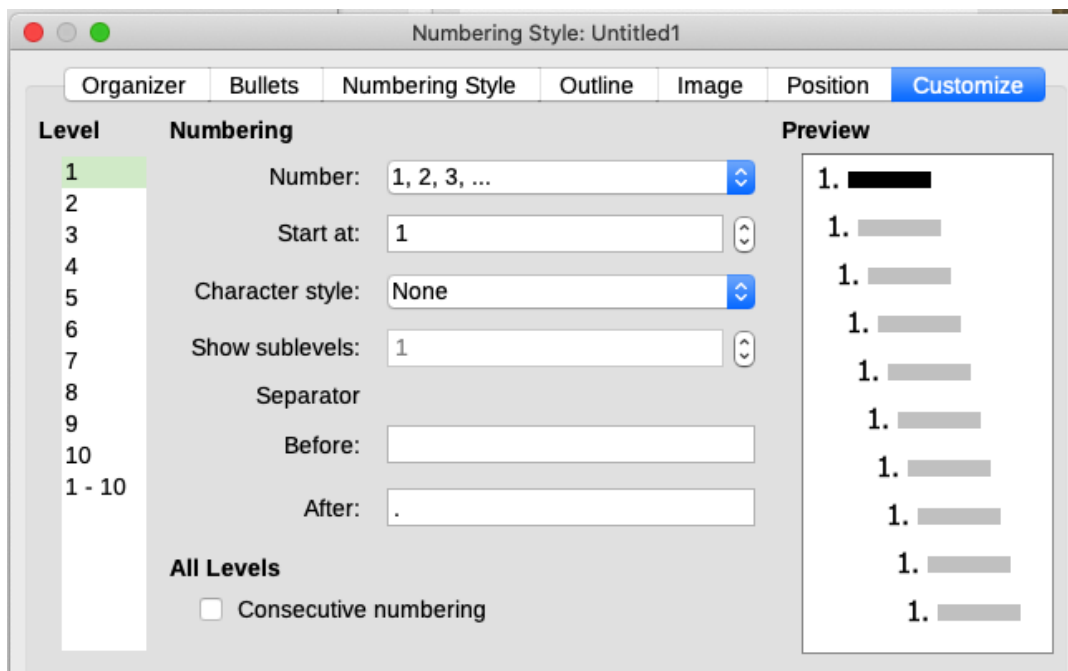 Numbering Style: Untitled1
Organizer Bullets Numbering Style Outline Image Position Customize
Level
1
2
3
4
5
6
7
8
9
10
1 - 10
Numbering
Number: 1, 2, 3, ...
Start at: 1
Character style: None
Show sublevels: 1
Separator
Before:
After: .
All Levels
Consecutive numbering
Preview
1.
1.
1.
1.
1.
1.
1.
1.
1.
1.